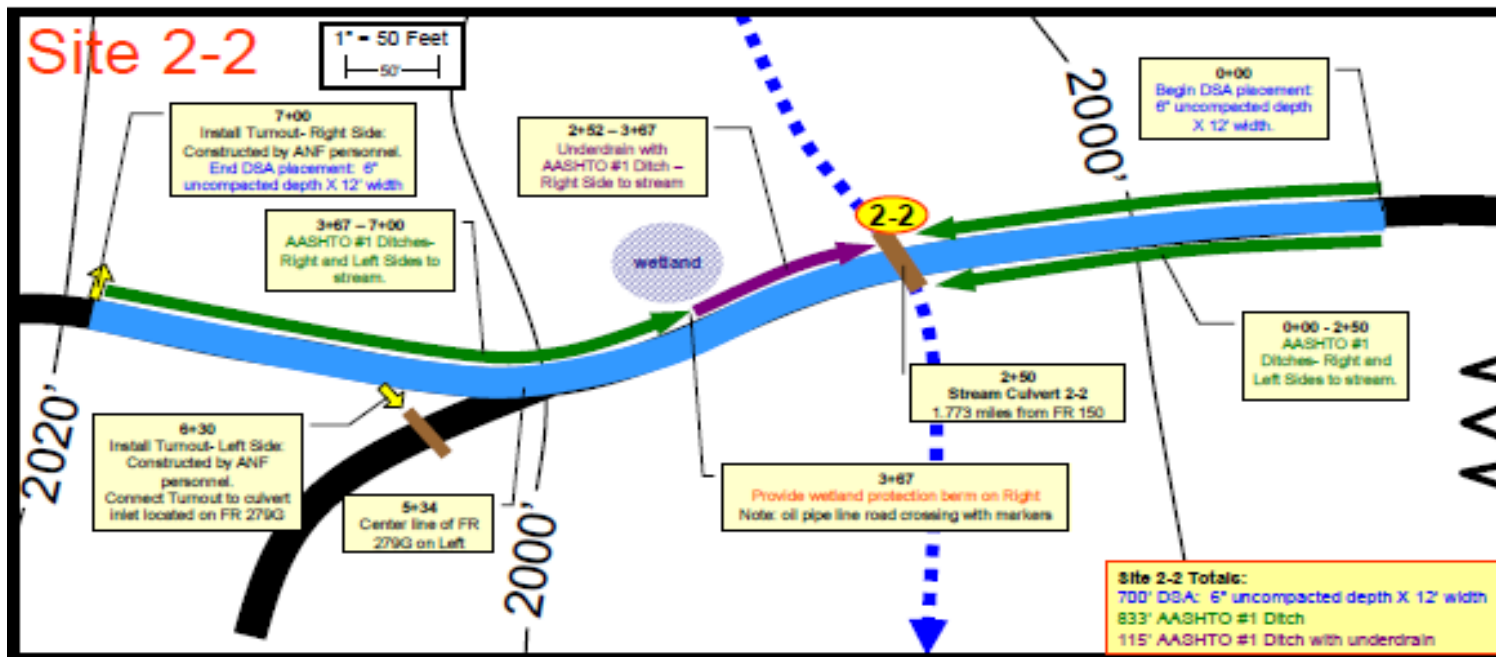 Site 2-2
1" = 50 Feet
50'
7+00
Install Turnout- Right Side:
Constructed by ANF personnel.
End DSA placement: 6"
uncompacted depth X 12' width
2+52 – 3+67
Underdrain with
AASHTO #1 Ditch –
Right Side to stream
0+00
Begin DSA placement:
6" uncompacted depth
X 12' width.
2000'
3+67 – 7+00
AASHTO #1 Ditches-
Right and Left Sides to
stream.
wetland
2-2
2020'
6+30
Install Turnout- Left Side:
Constructed by ANF
personnel.
Connect Turnout to culvert
inlet located on FR 279G
5+34
Center line of FR
279G on Left
2000'
2+50
Stream Culvert 2-2
1.773 miles from FR 150
0+00 - 2+50
AASHTO #1
Ditches- Right and
Left Sides to stream.
3+67
Provide wetland protection berm on Right
Note: oil pipe line road crossing with markers
Site 2-2 Totals:
700' DSA: 6" uncompacted depth X 12' width
833' AASHTO #1 Ditch
115' AASHTO #1 Ditch with underdrain